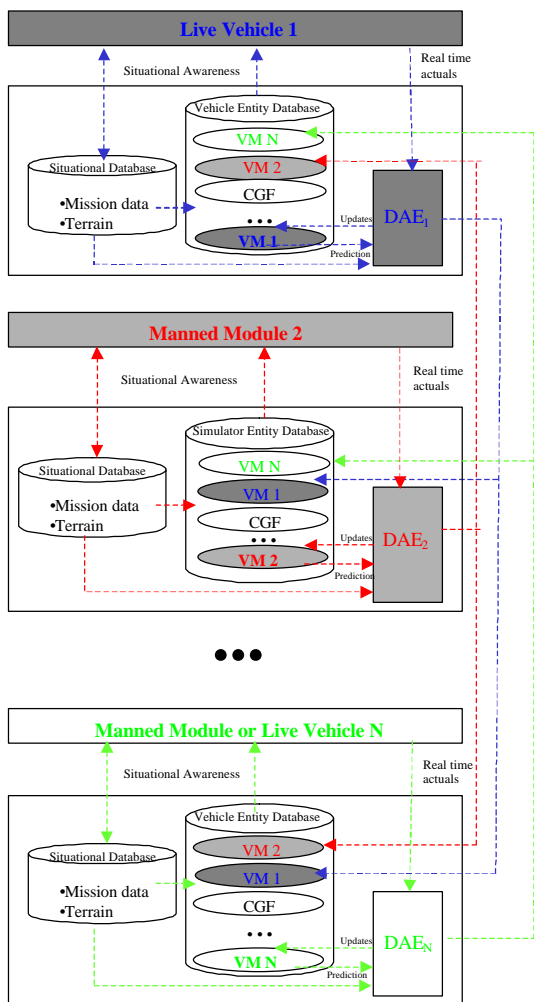 Live Vehicle 1
Situational Awareness
Real time
actuals
Vehicle Entity Database
VM N
VM 2
Situational Database
CGF
•Mission data
•Terrain
•••
Updates
DAE1
VM 1
Prediction
Manned Module 2
Situational Awareness
Real time
actuals
Simulator Entity Database
VM N
Situational Database
VM 1
•Mission data
•Terrain
CGF
•••
Updates
DAE2
VM 2
Prediction
•••
Manned Module or Live Vehicle N
Situational Awareness
Real time
actuals
Vehicle Entity Database
VM 2
Situational Database
VM 1
•Mission data
•Terrain
CGF
•••
Updates
DAEN
VM N
Prediction